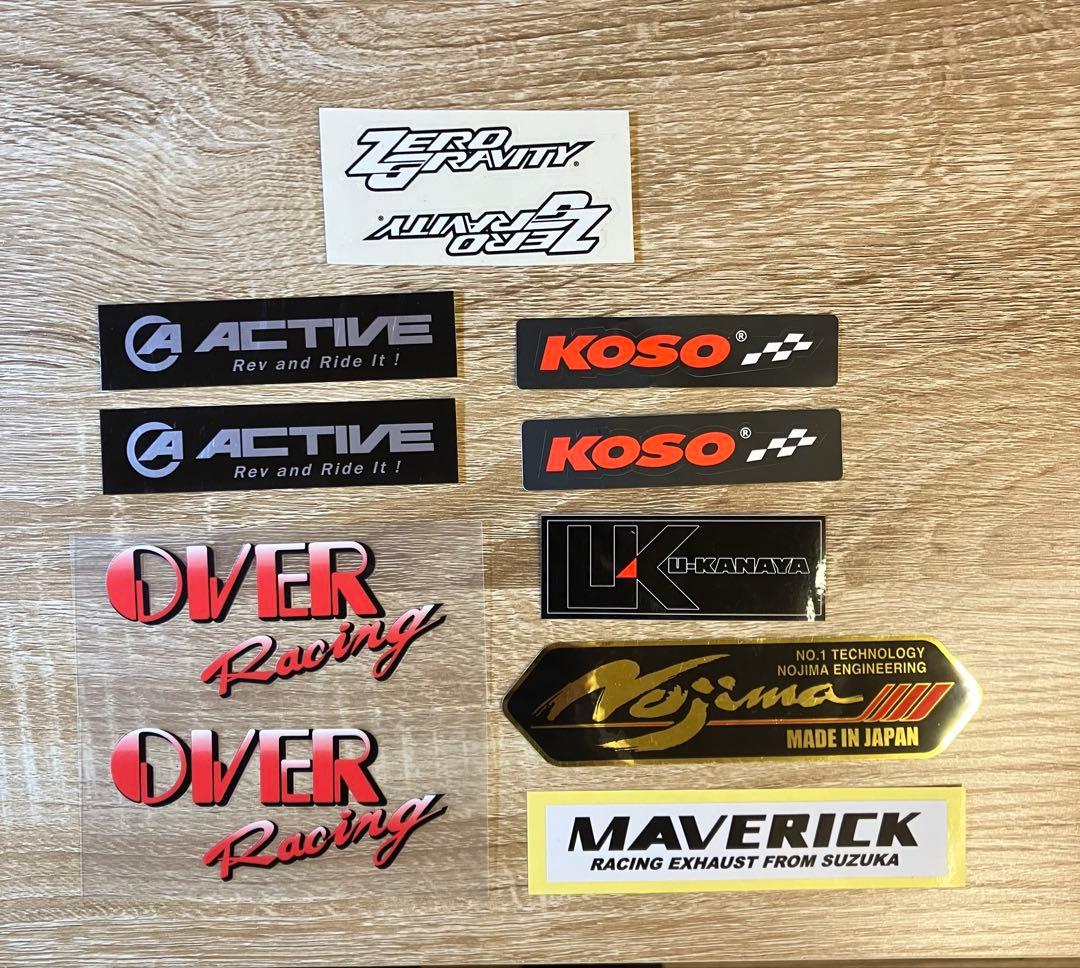 ZERO GRAVITY®
ZERO GRAVITY®
A ACTIVE
Rev and Ride It !
A ACTIVE
Rev and Ride It !
KOSO®
KOSO®
OVER
Racing
OVER
Racing
UK U-KANAYA
NO.1 TECHNOLOGY
NOJIMA ENGINEERING
Nojima
MADE IN JAPAN
MAVERICK
RACING EXHAUST FROM SUZUKA